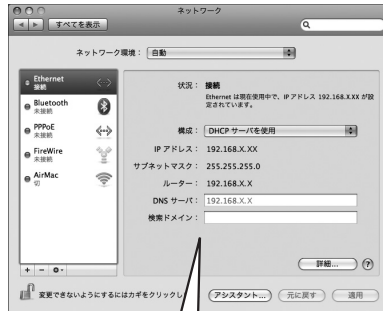 ネットワーク
すべてを表示
ネットワーク環境： 自動
Ethernet
接続
Bluetooth
未接続
PPPoE
未接続
FireWire
未接続
AirMac
切
状況： 接続
Ethernet は現在使用中で、IP アドレス 192.168.X.XX が設
定されています。
構成： DHCP サーバを使用
IP アドレス： 192.168.X.XX
サブネットマスク： 255.255.255.0
ルーター： 192.168.X.X
DNS サーバ： 192.168.X.X
検索ドメイン：
詳細... ?
+ −
変更できないようにするにはカギをクリックし
アシスタント... 元に戻す 適用